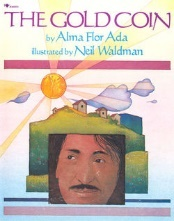 THE GOLD COIN
by Alma Flor Ada
illustrated by Neil Waldman